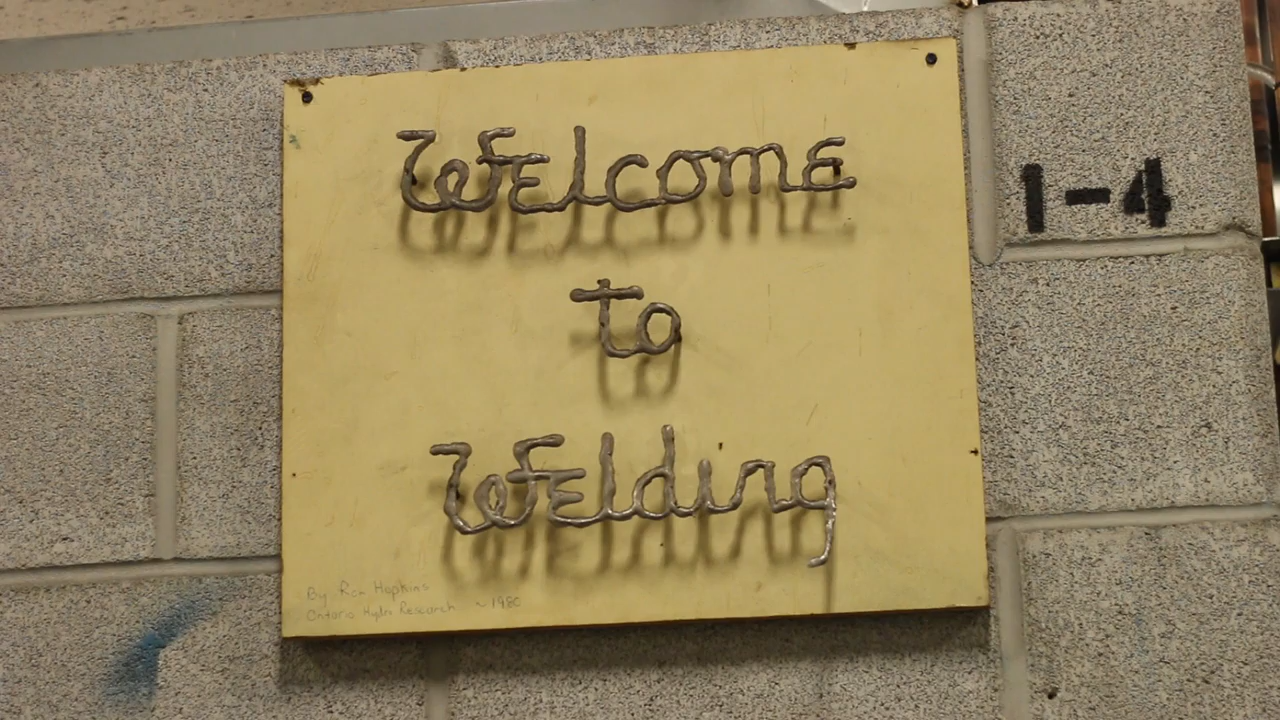 Welcome
to
Welding
1-4
By Ron Hopkins
Ontario Hydro Research ~1980